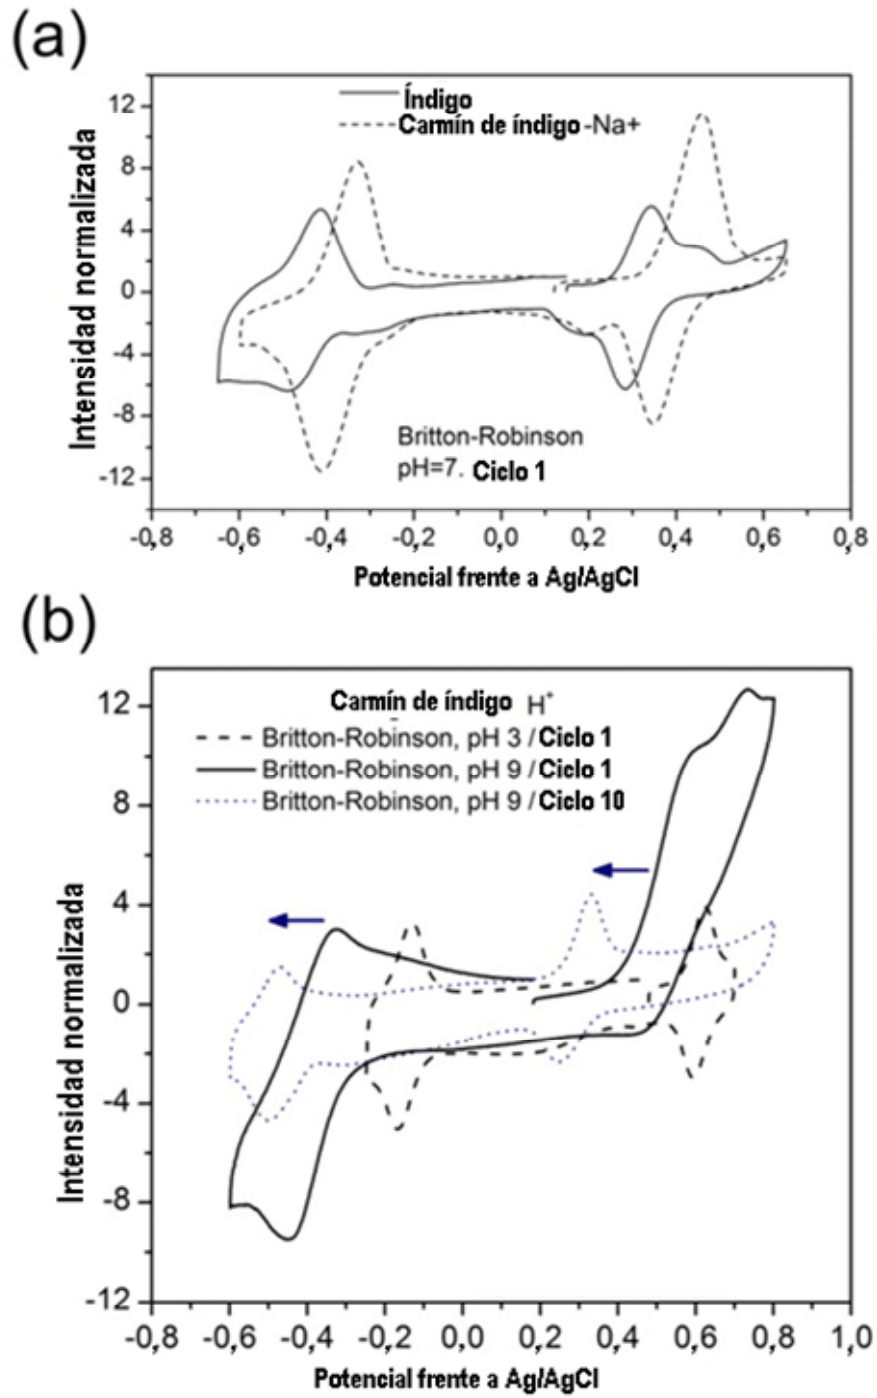 (a)
Índigo
Carmín de índigo -Na+
Intensidad normalizada
12
8
4
0
-4
-8
-12
Britton-Robinson
pH=7. Ciclo 1
-0,8 -0,6 -0,4 -0,2 0,0 0,2 0,4 0,6 0,8
Potencial frente a Ag/AgCl
(b)
Carmín de índigo H⁺
Britton-Robinson, pH 3 / Ciclo 1
Britton-Robinson, pH 9 / Ciclo 1
Britton-Robinson, pH 9 / Ciclo 10
Intensidad normalizada
12
8
4
0
-4
-8
-12
-0,8 -0,6 -0,4 -0,2 0,0 0,2 0,4 0,6 0,8 1,0
Potencial frente a Ag/AgCl